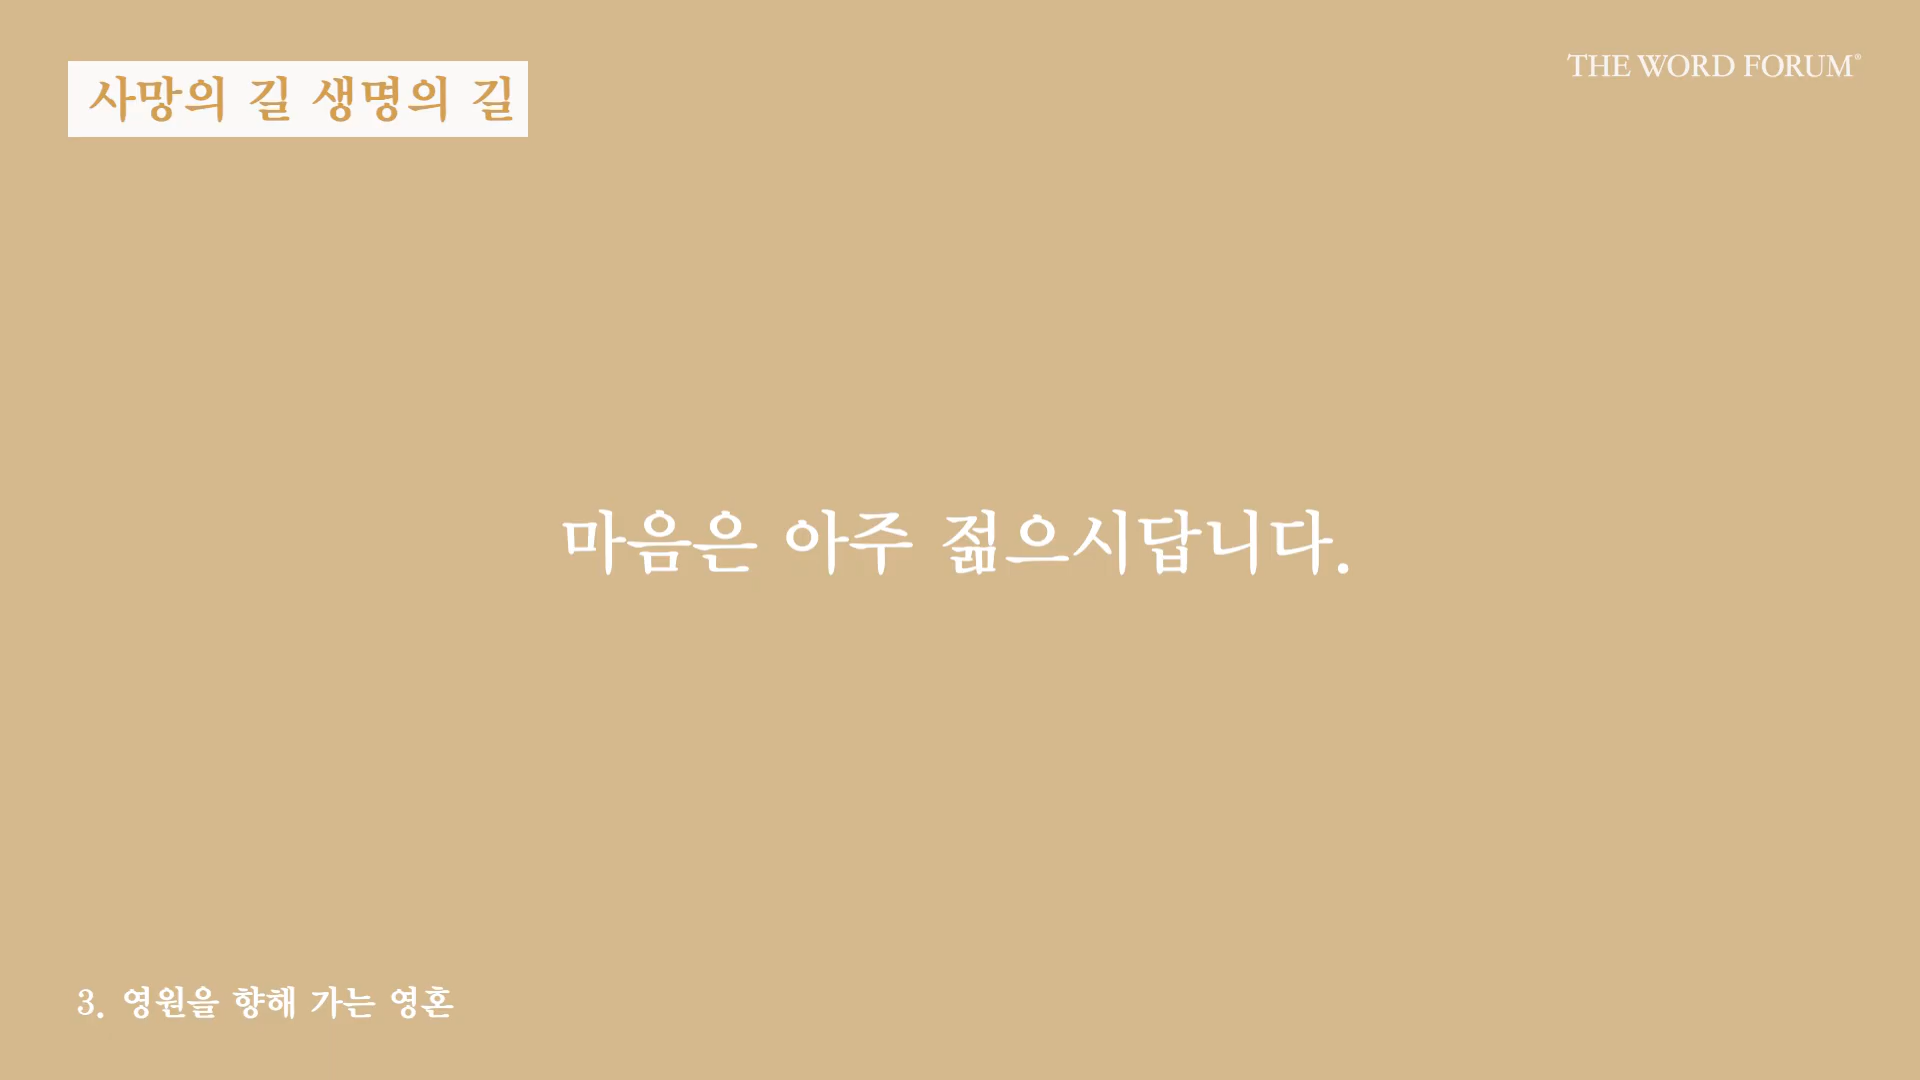 사망의 길 생명의 길
THE WORD FORUM®
마음은 아주 젊으시답니다.
3. 영원을 향해 가는 영혼